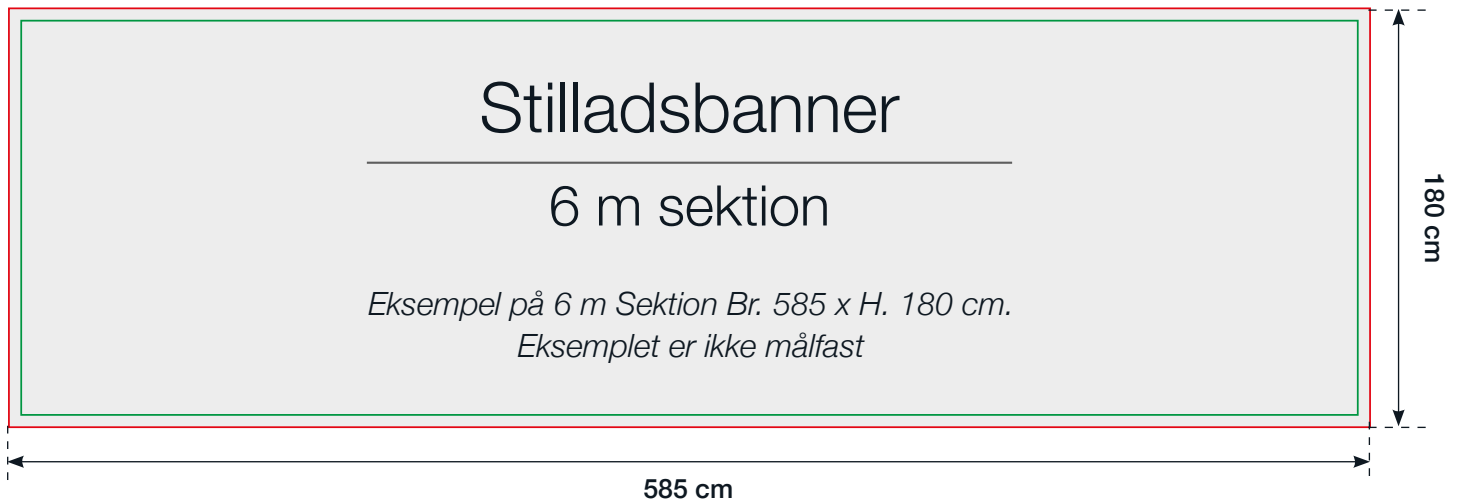 Stilladsbanner
6 m sektion
Eksempel på 6 m Sektion Br. 585 x H. 180 cm.
Eksemplet er ikke målfast
180 cm
585 cm